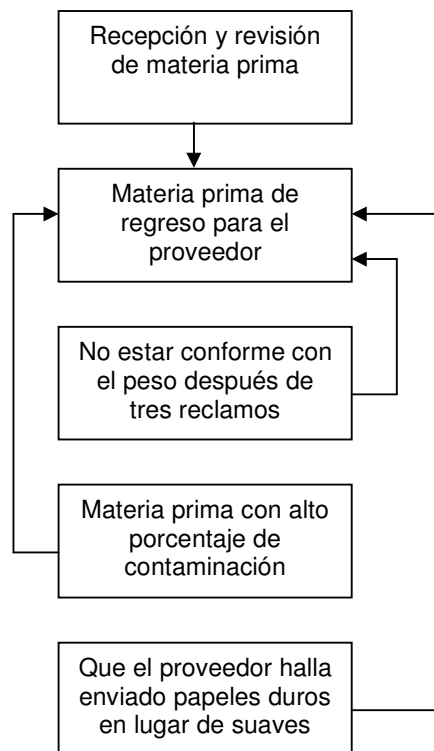 Recepción y revisión
de materia prima
Materia prima de
regreso para el
proveedor
No estar conforme con
el peso después de
tres reclamos
Materia prima con alto
porcentaje de
contaminación
Que el proveedor halla
enviado papeles duros
en lugar de suaves